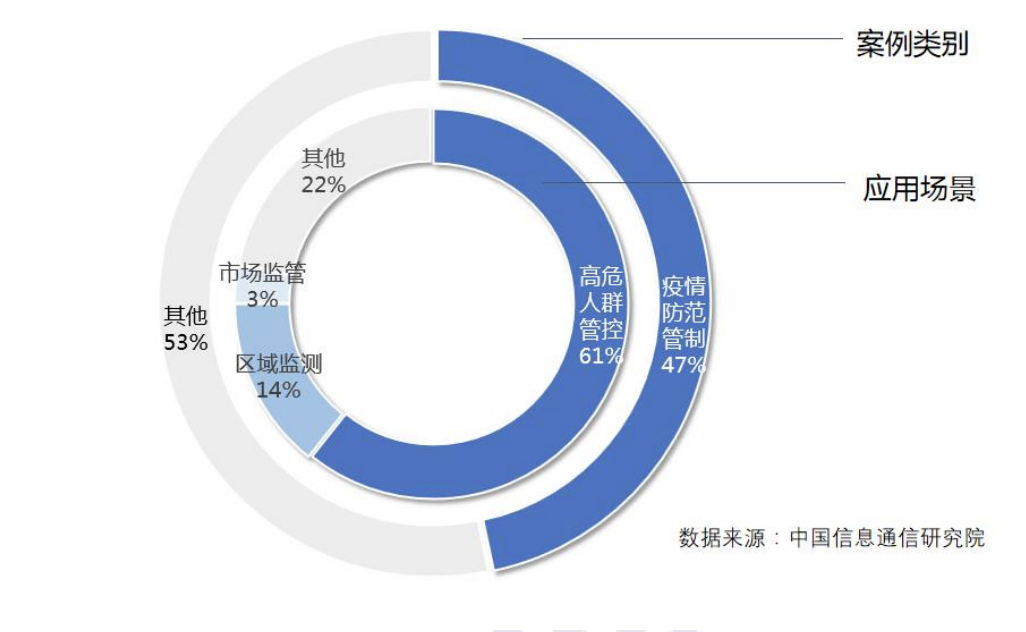 案例类别
应用场景
其他
22%
市场监管
3%
其他
53%
区域监测
14%
高危
人群
管控
61%
疫情
防范
管制
47%
数据来源：中国信息通信研究院